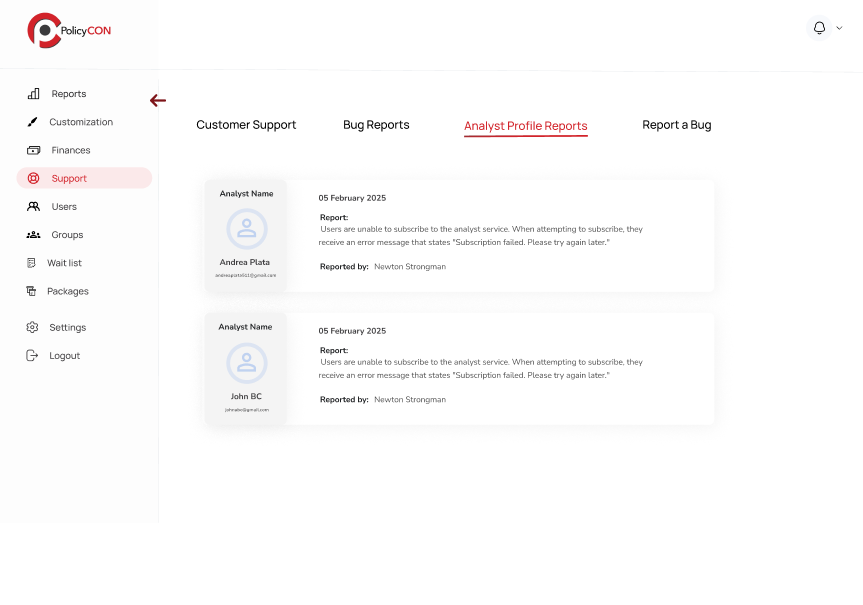 PolicyCON
Reports
Customization
Finances
Support
Users
Groups
Wait list
Packages
Settings
Logout
Customer Support
Bug Reports
Analyst Profile Reports
Report a Bug
Analyst Name
Andrea Plata
05 February 2025
Report:
Users are unable to subscribe to the analyst service. When attempting to subscribe, they
receive an error message that states "Subscription failed. Please try again later."
Reported by: Newton Strongman
Analyst Name
John BC
johnabc@gmail.com
05 February 2025
Report:
Users are unable to subscribe to the analyst service. When attempting to subscribe, they
receive an error message that states "Subscription failed. Please try again later."
Reported by: Newton Strongman